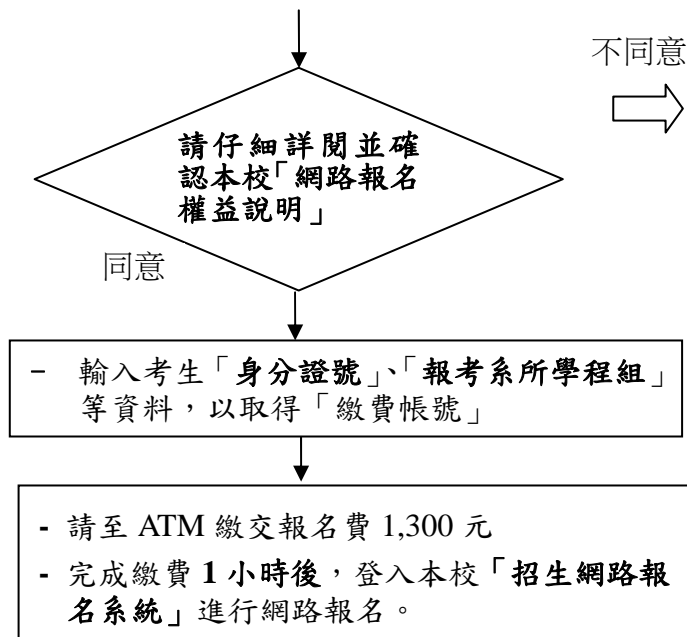 不同意
請仔細詳閱並確
認本校「網路報名
權益說明」
同意
- 輸入考生「身分證號」、「報考系所學程組」
等資料，以取得「繳費帳號」
- 請至 ATM 繳交報名費 1,300 元
- 完成繳費 1 小時後，登入本校「招生網路報
名系統」進行網路報名。